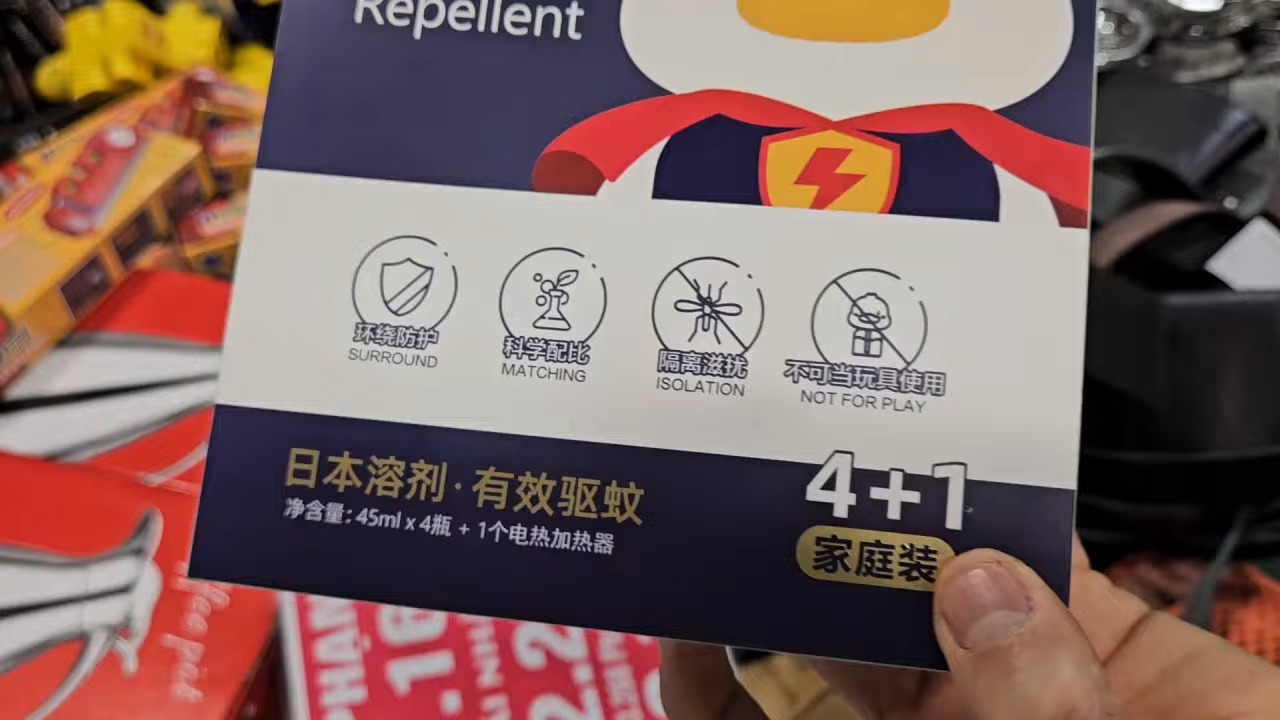 Repellent
环绕防护
SURROUND
科学配比
MATCHING
隔离滋扰
ISOLATION
不可当玩具使用
NOT FOR PLAY
日本溶剂·有效驱蚊
净含量：45ml x 4瓶 + 1个电热加热器
4+1
家庭装